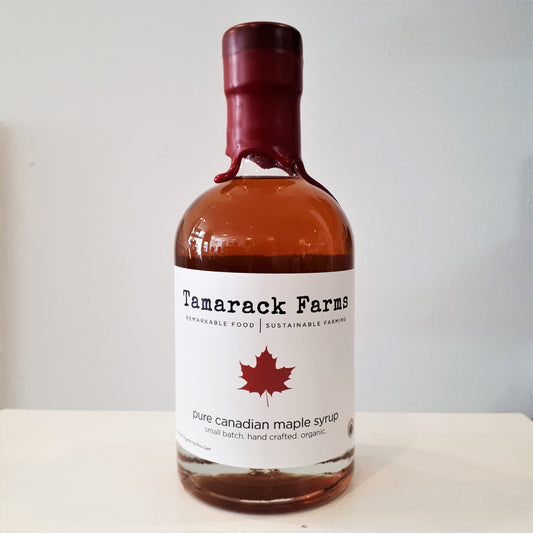 Tamarack Farms
REMARKABLE FOOD | SUSTAINABLE FARMING
pure canadian maple syrup
small batch. hand crafted. organic.